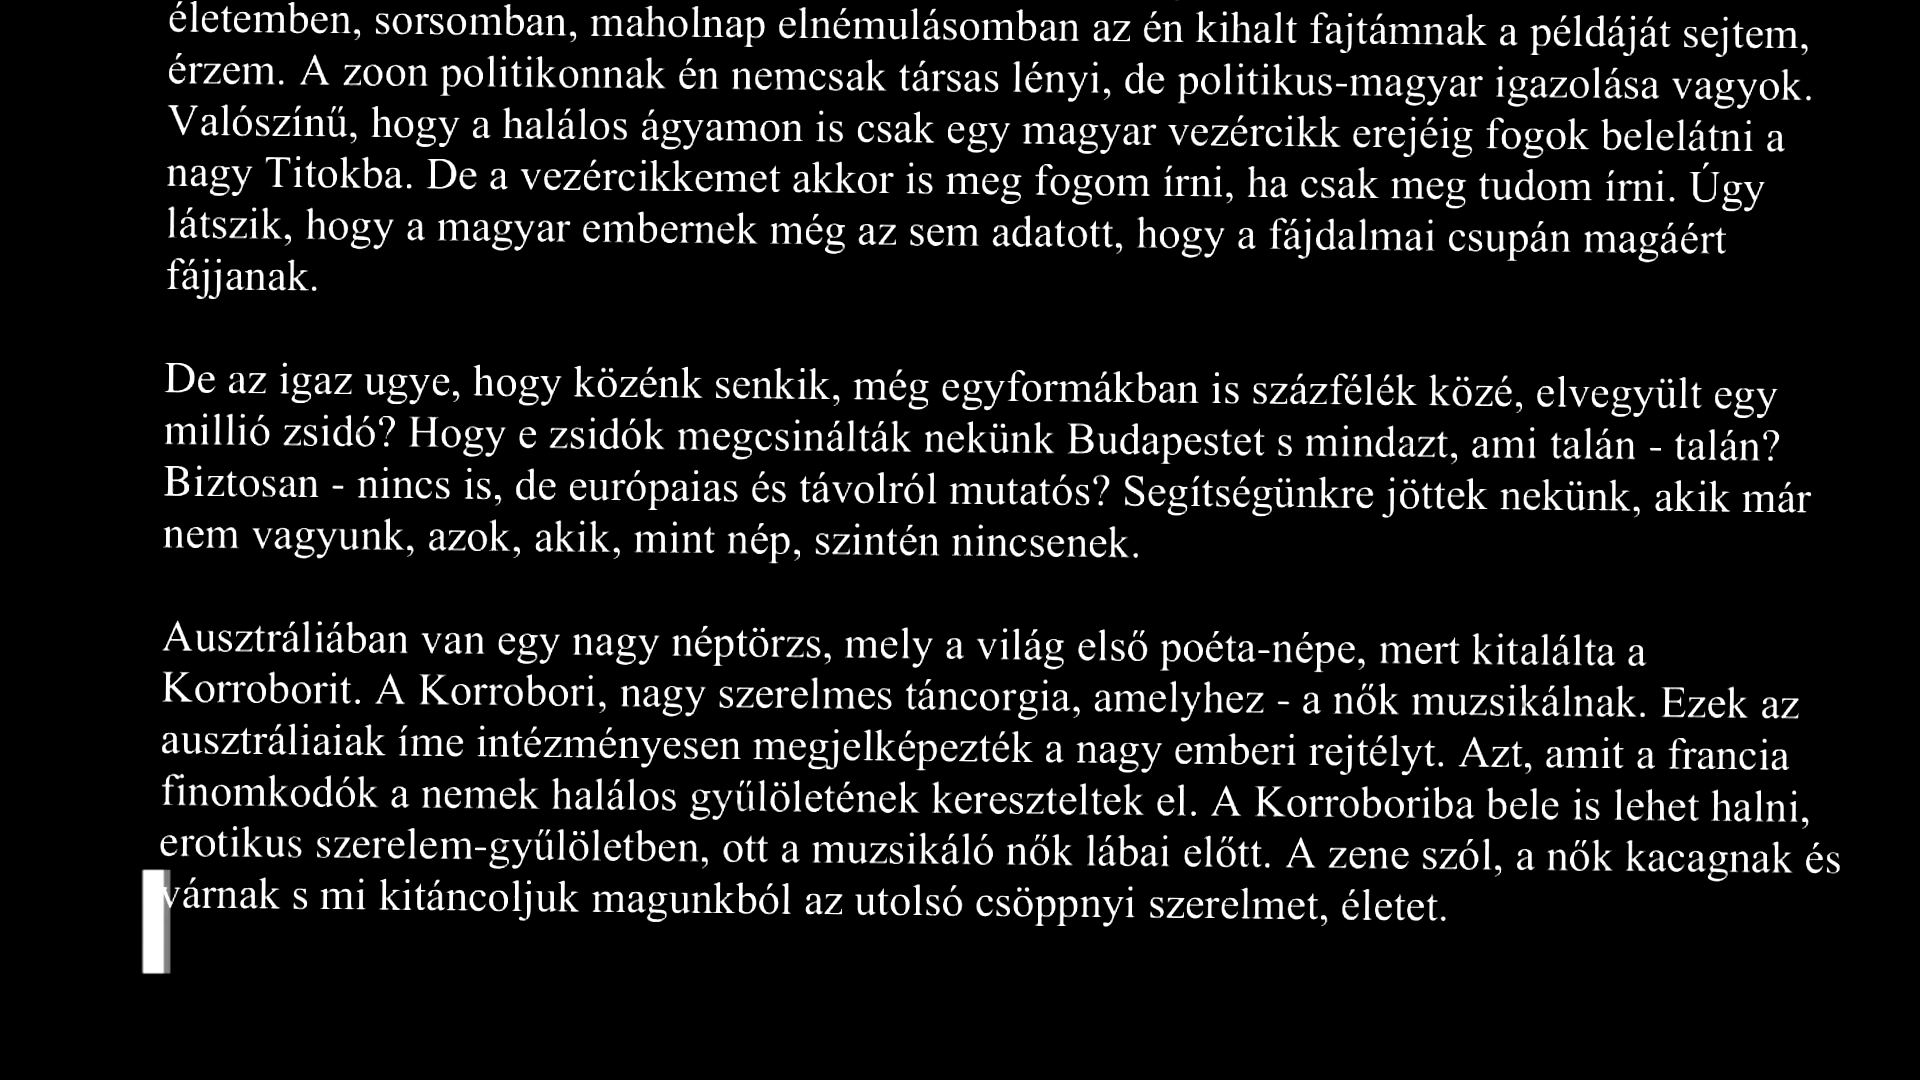 életemben, sorsomban, maholnap elnémulásomban az én kihalt fajtámnak a példáját sejtem,
érzem. A zoon politikonnak én nemcsak társas lényi, de politikus-magyar igazolása vagyok.
Valószínű, hogy a halálos ágyamon is csak egy magyar vezércikk erejéig fogok belelátni a
nagy Titokba. De a vezércikkemet akkor is meg fogom írni, ha csak meg tudom írni. Úgy
látszik, hogy a magyar embernek még az sem adatott, hogy a fájdalmai csupán magáért
fájjanak.
De az igaz ugye, hogy közénk senkik, még egyformákban is százfélék közé, elvegyült egy
millió zsidó? Hogy e zsidók megcsinálták nekünk Budapestet s mindazt, ami talán - talán?
Biztosan - nincs is, de európaias és távolról mutatós? Segítségünkre jöttek nekünk, akik már
nem vagyunk, azok, akik, mint nép, szintén nincsenek.
Ausztráliában van egy nagy néptörzs, mely a világ első poéta-népe, mert kitalálta a
Korroborit. A Korrobori, nagy szerelmes táncorgia, amelyhez - a nők muzsikálnak. Ezek az
ausztráliaiak íme intézményesen megjelképezték a nagy emberi rejtélyt. Azt, amit a francia
finomkodók a nemek halálos gyűlöletének kereszteltek el. A Korroboriba bele is lehet halni,
erotikus szerelem-gyűlöletben, ott a muzsikáló nők lábai előtt. A zene szól, a nők kacagnak és
várnak s mi kitáncoljuk magunkból az utolsó csöppnyi szerelmet, életet.